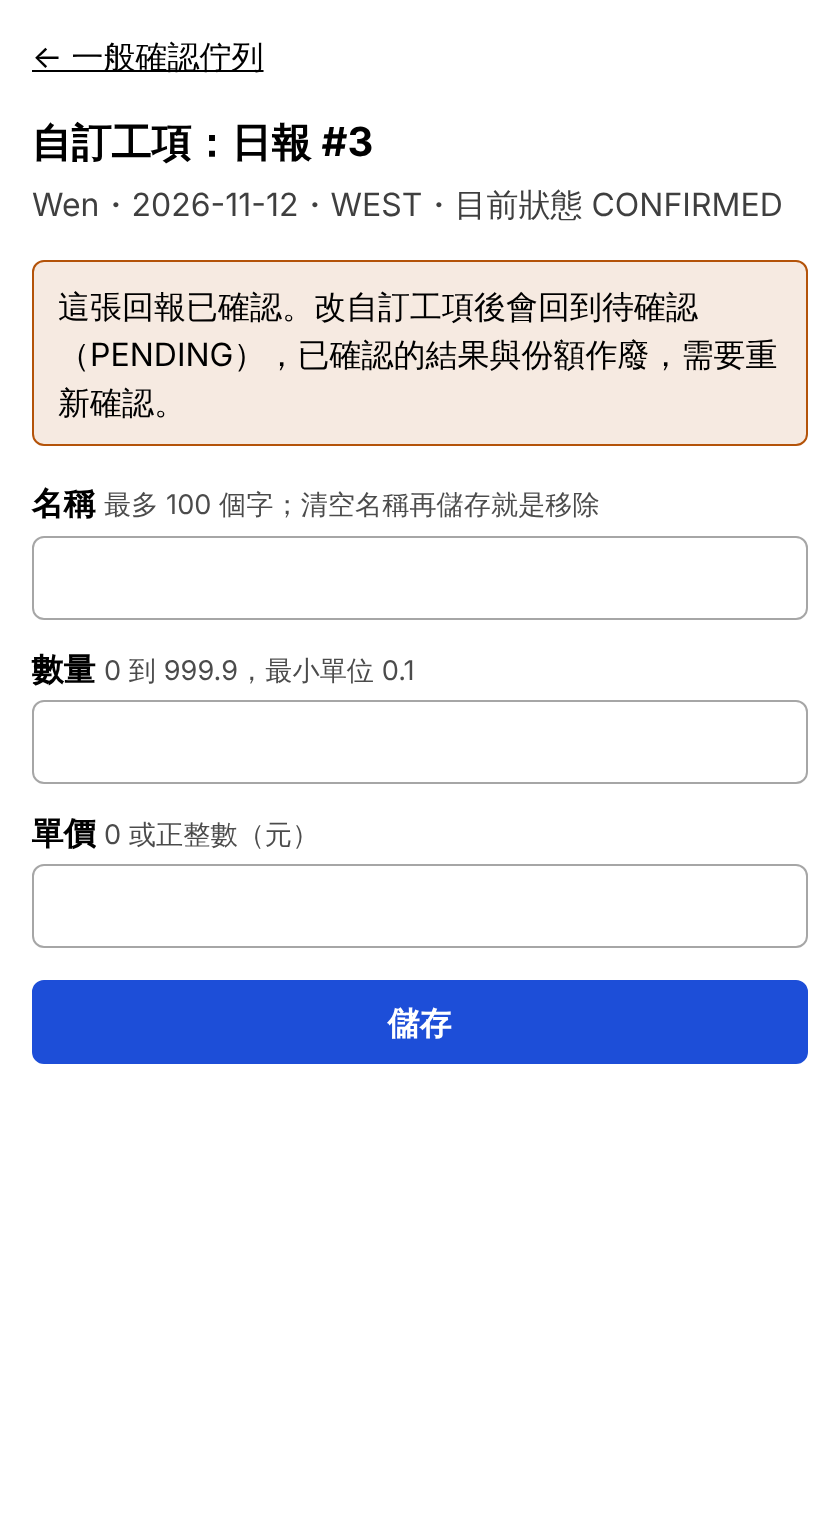 ← 一般確認佇列
自訂工項：日報 #3
Wen・2026-11-12・WEST・目前狀態 CONFIRMED
這張回報已確認。改自訂工項後會回到待確認
（PENDING），已確認的結果與份額作廢，需要重
新確認。
名稱 最多 100 個字；清空名稱再儲存就是移除
數量 0 到 999.9，最小單位 0.1
單價 0 或正整數（元）
儲存